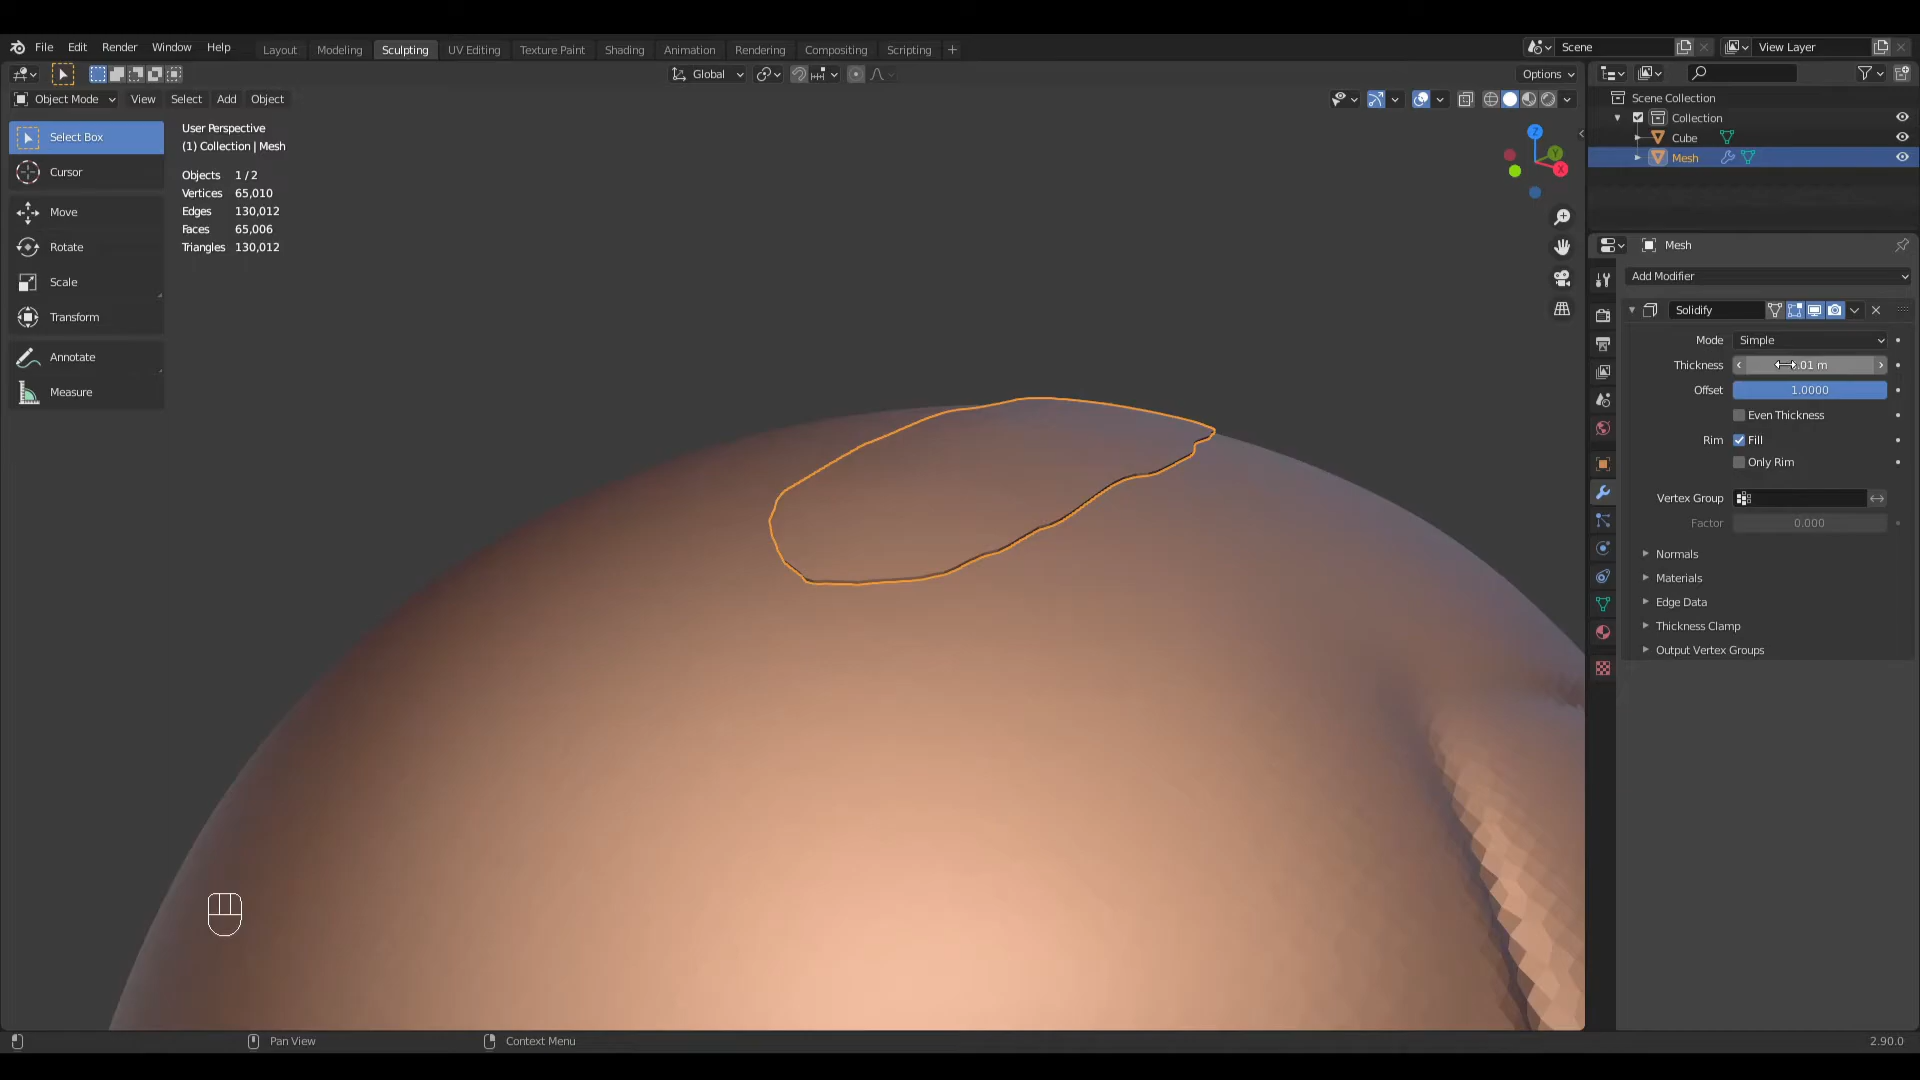 File Edit Render Window Help Layout Modeling Sculpting UV Editing Texture Paint Shading Animation Rendering Compositing Scripting + Scene View Layer
Global Options
Object Mode View Select Add Object
Scene Collection
Collection
Cube
Mesh
Select Box
Cursor
Move
Rotate
Scale
Transform
Annotate
Measure
User Perspective
(1) Collection | Mesh
Objects 1 / 2
Vertices 65,010
Edges 130,012
Faces 65,006
Triangles 130,012
Z
Y
X
Mesh
Add Modifier
Solidify
Mode Simple
Thickness .01 m
Offset 1.0000
Even Thickness
Rim Fill
Only Rim
Vertex Group
Factor 0.000
Normals
Materials
Edge Data
Thickness Clamp
Output Vertex Groups
Pan View Context Menu 2.90.0